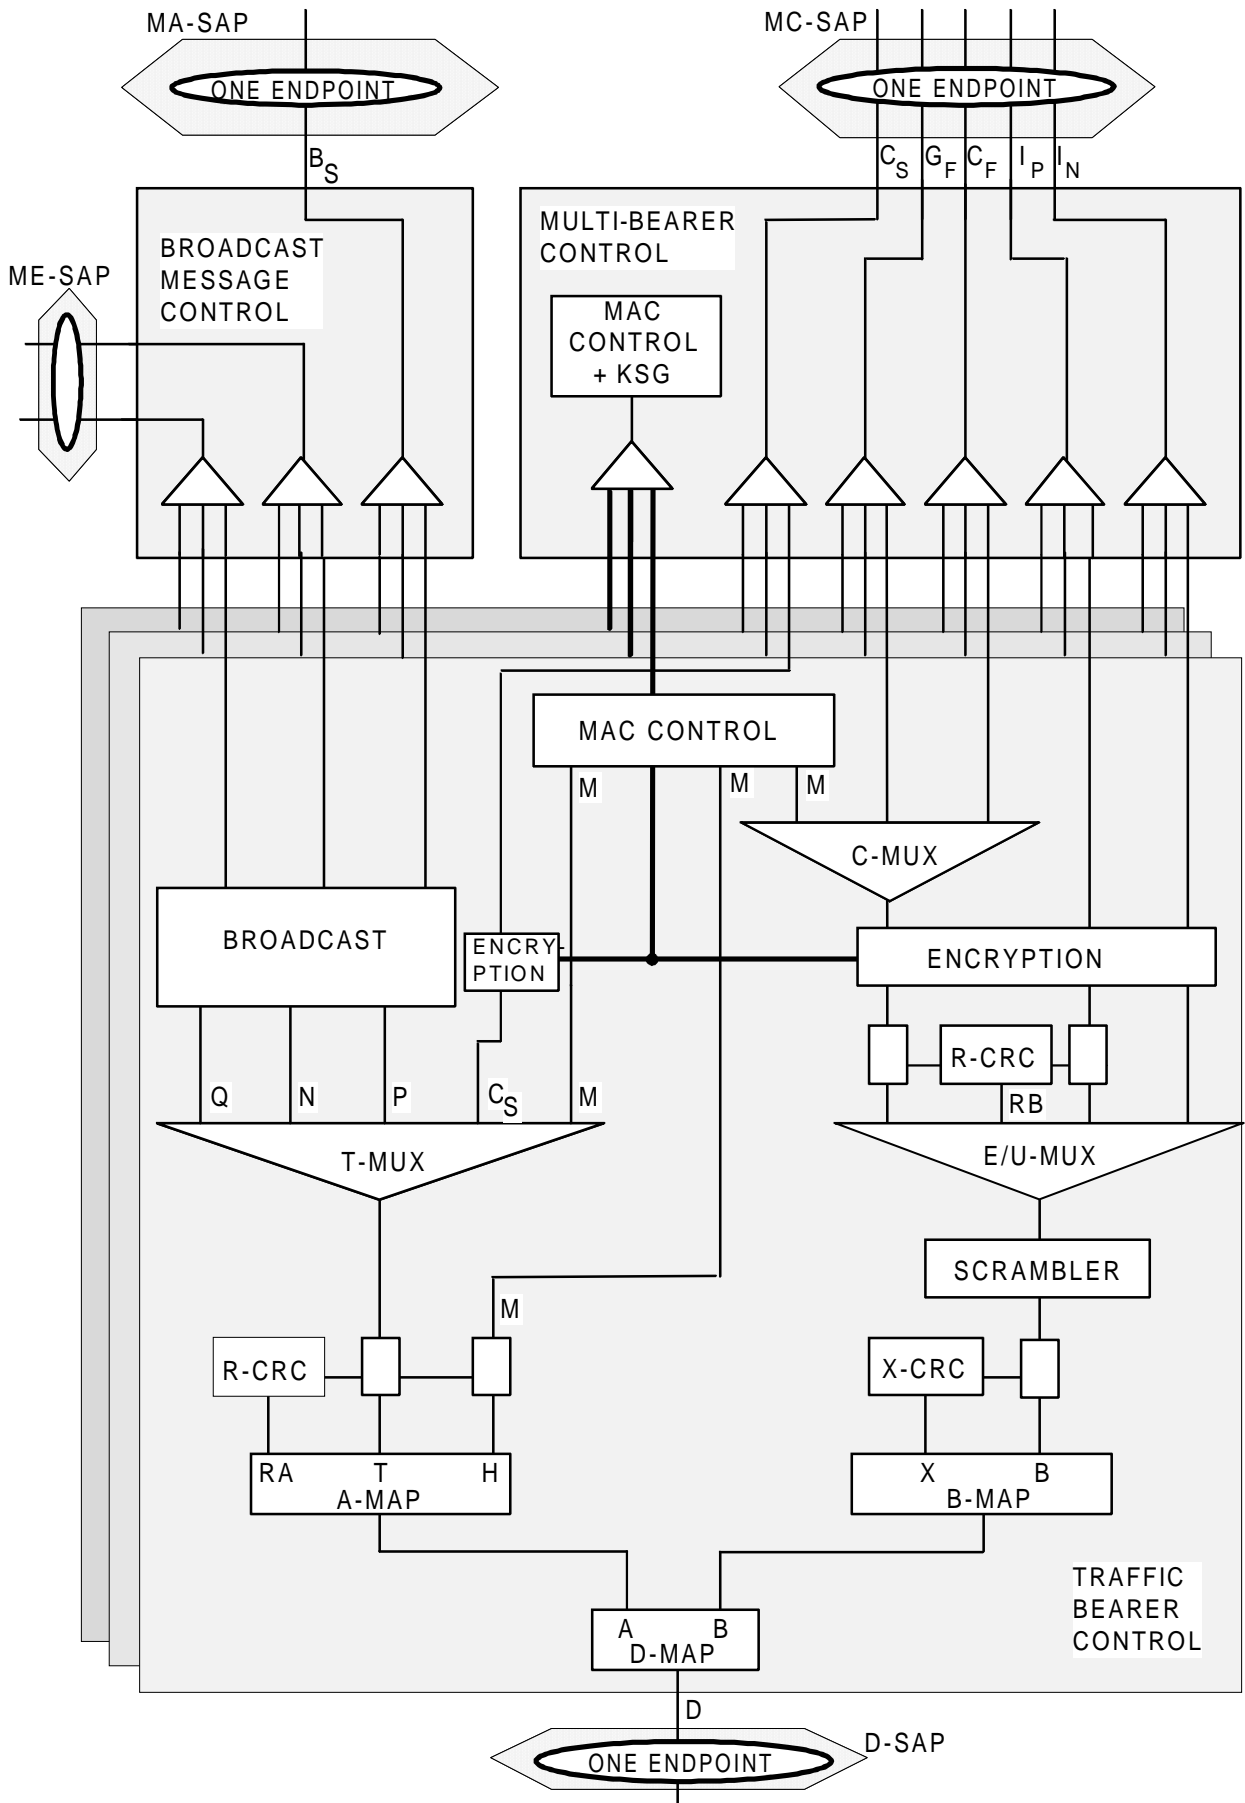 MA-SAP
MC-SAP
ONE ENDPOINT
ONE ENDPOINT
BS
CS GF CF IP IN
BROADCAST
MESSAGE
CONTROL
MULTI-BEARER
CONTROL
ME-SAP
MAC
CONTROL
+ KSG
MAC CONTROL
M
M
M
C-MUX
BROADCAST
ENCRY-
PTION
ENCRYPTION
R-CRC
Q
N
P
CS
M
RB
T-MUX
E/U-MUX
SCRAMBLER
M
R-CRC
X-CRC
RA T H
A-MAP
X B
B-MAP
TRAFFIC
BEARER
CONTROL
A B
D-MAP
D
D-SAP
ONE ENDPOINT